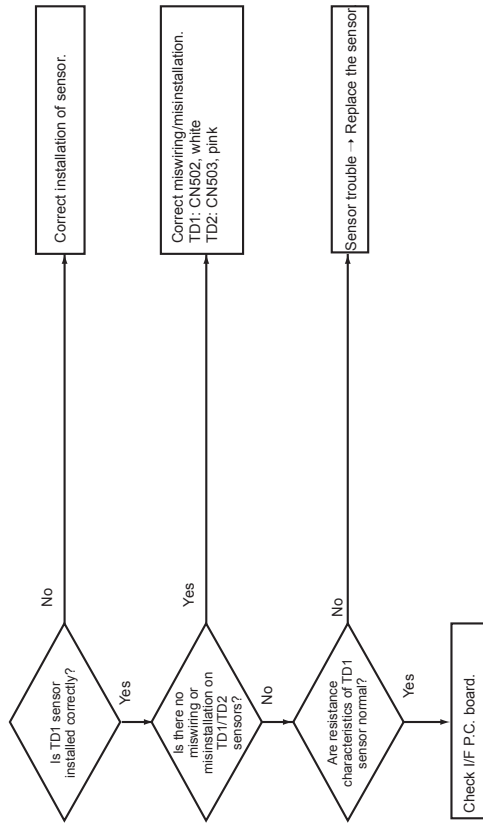 Is TD1 sensor
installed correctly?
No
Correct installation of sensor.
Yes
Is there no
miswiring or
misinstallation on
TD1/TD2
sensors?
Yes
Correct miswiring/misinstallation.
TD1: CN502, white
TD2: CN503, pink
No
Are resistance
characteristics of TD1
sensor normal?
No
Sensor trouble → Replace the sensor
Yes
Check I/F P.C. board.